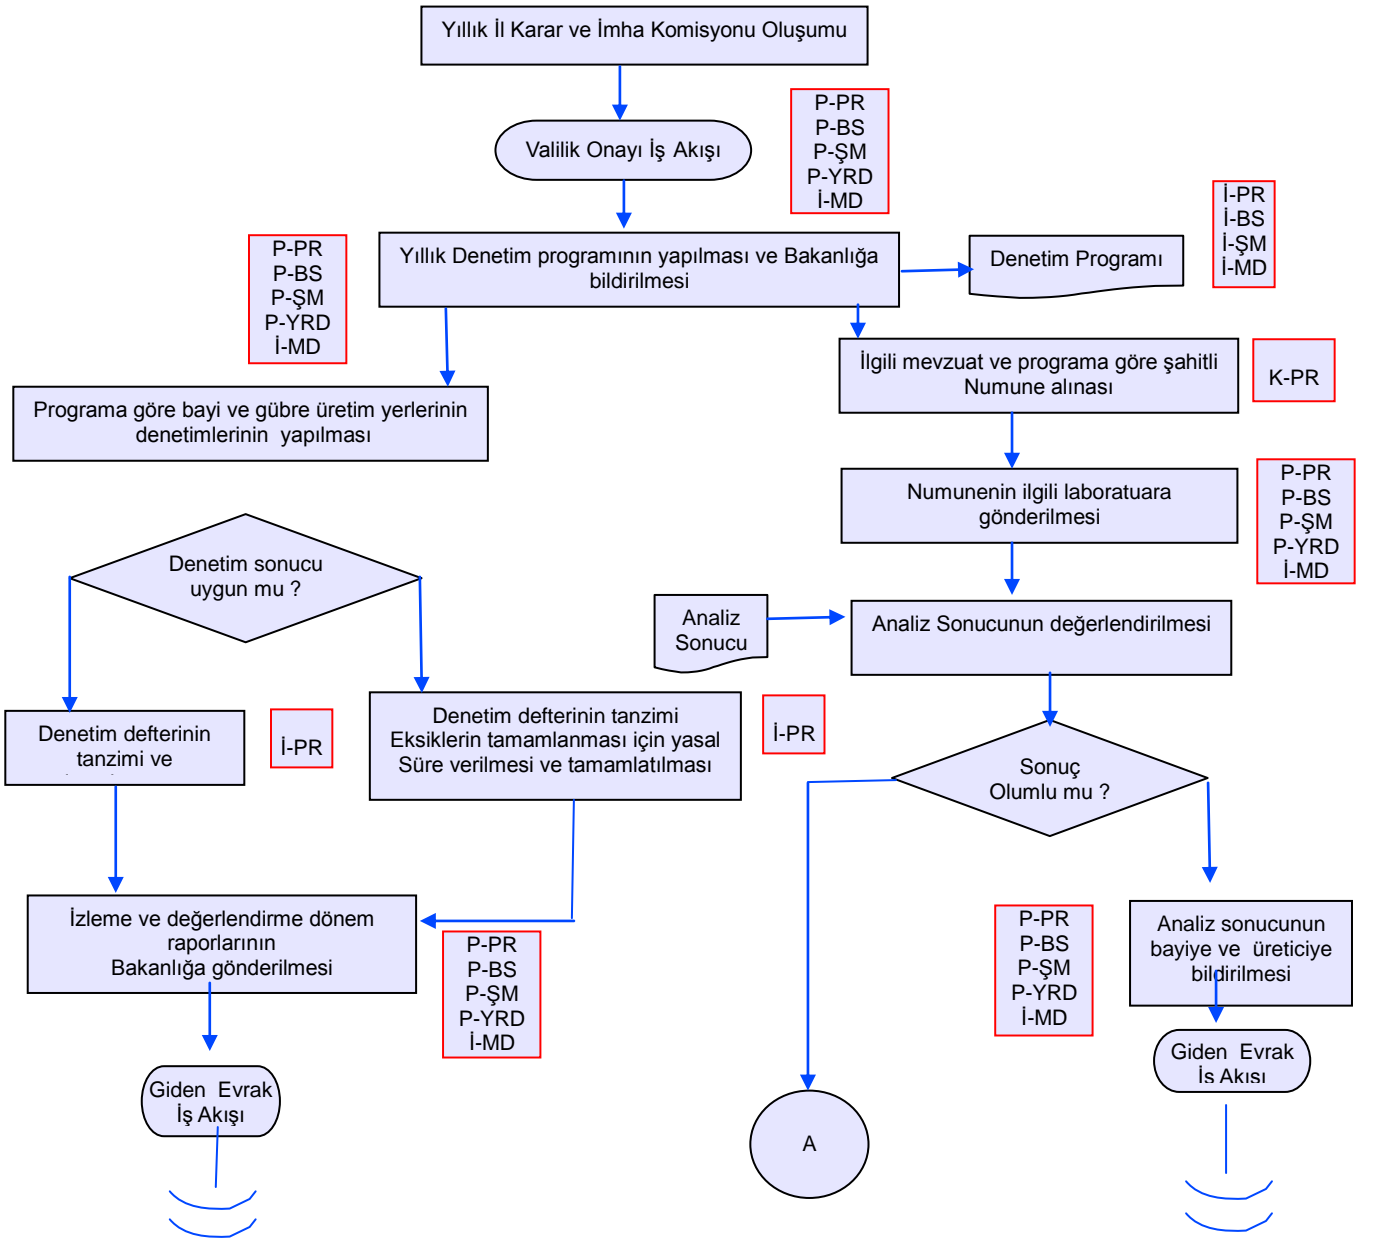 Yıllık İl Karar ve İmha Komisyonu Oluşumu
P-PR
P-BS
P-ŞM
P-YRD
İ-MD
Valilik Onayı İş Akışı
İ-PR
İ-BS
İ-ŞM
İ-MD
P-PR
P-BS
P-ŞM
P-YRD
İ-MD
Yıllık Denetim programının yapılması ve Bakanlığa
bildirilmesi
Denetim Programı
İlgili mevzuat ve programa göre şahitli
Numune alınası
K-PR
Programa göre bayi ve gübre üretim yerlerinin
denetimlerinin yapılması
Numunenin ilgili laboratuara
gönderilmesi
P-PR
P-BS
P-ŞM
P-YRD
İ-MD
Denetim sonucu
uygun mu ?
Analiz
Sonucu
Analiz Sonucunun değerlendirilmesi
Denetim defterinin
tanzimi ve
İ-PR
Denetim defterinin tanzimi
Eksiklerin tamamlanması için yasal
Süre verilmesi ve tamamlatılması
İ-PR
Sonuç
Olumlu mu ?
İzleme ve değerlendirme dönem
raporlarının
Bakanlığa gönderilmesi
P-PR
P-BS
P-ŞM
P-YRD
İ-MD
P-PR
P-BS
P-ŞM
P-YRD
İ-MD
Analiz sonucunun
bayiye ve üreticiye
bildirilmesi
Giden Evrak
İş Akışı
Giden Evrak
İş Akışı
A